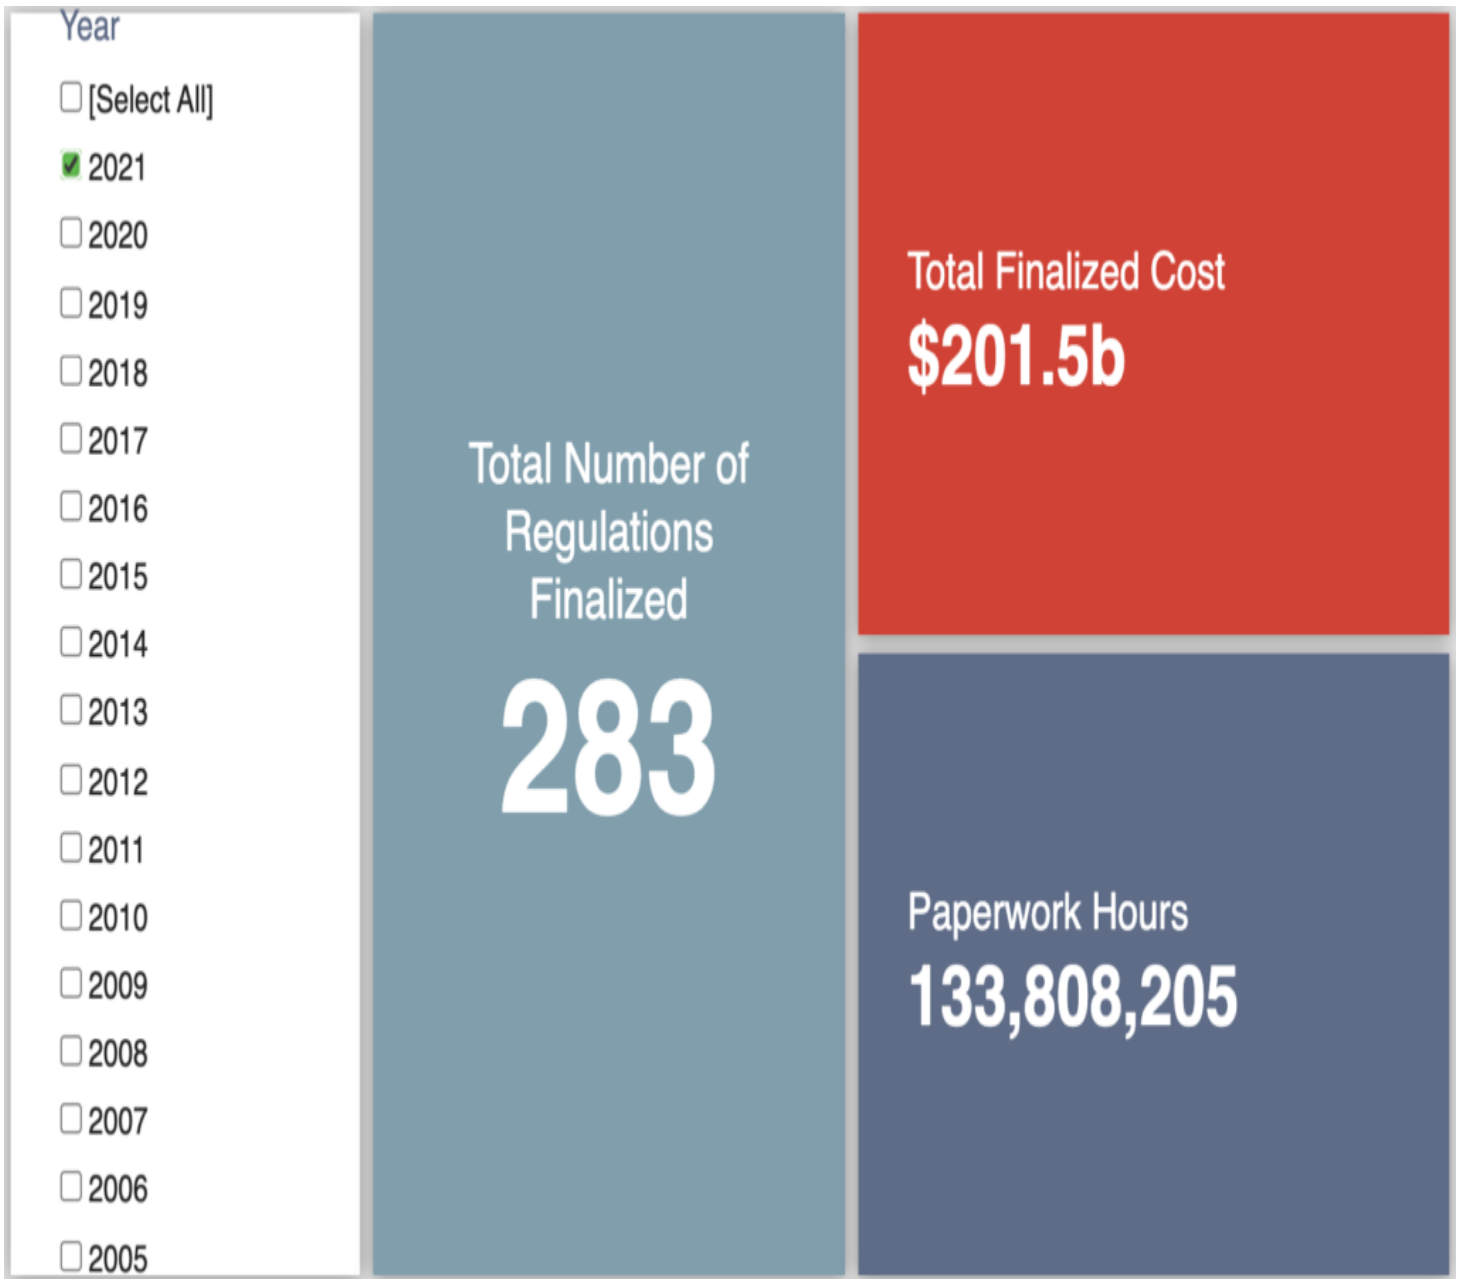 Year
[Select All]
2021
2020
2019
2018
2017
2016
2015
2014
2013
2012
2011
2010
2009
2008
2007
2006
2005
Total Number of
Regulations
Finalized
283
Total Finalized Cost
$201.5b
Paperwork Hours
133,808,205